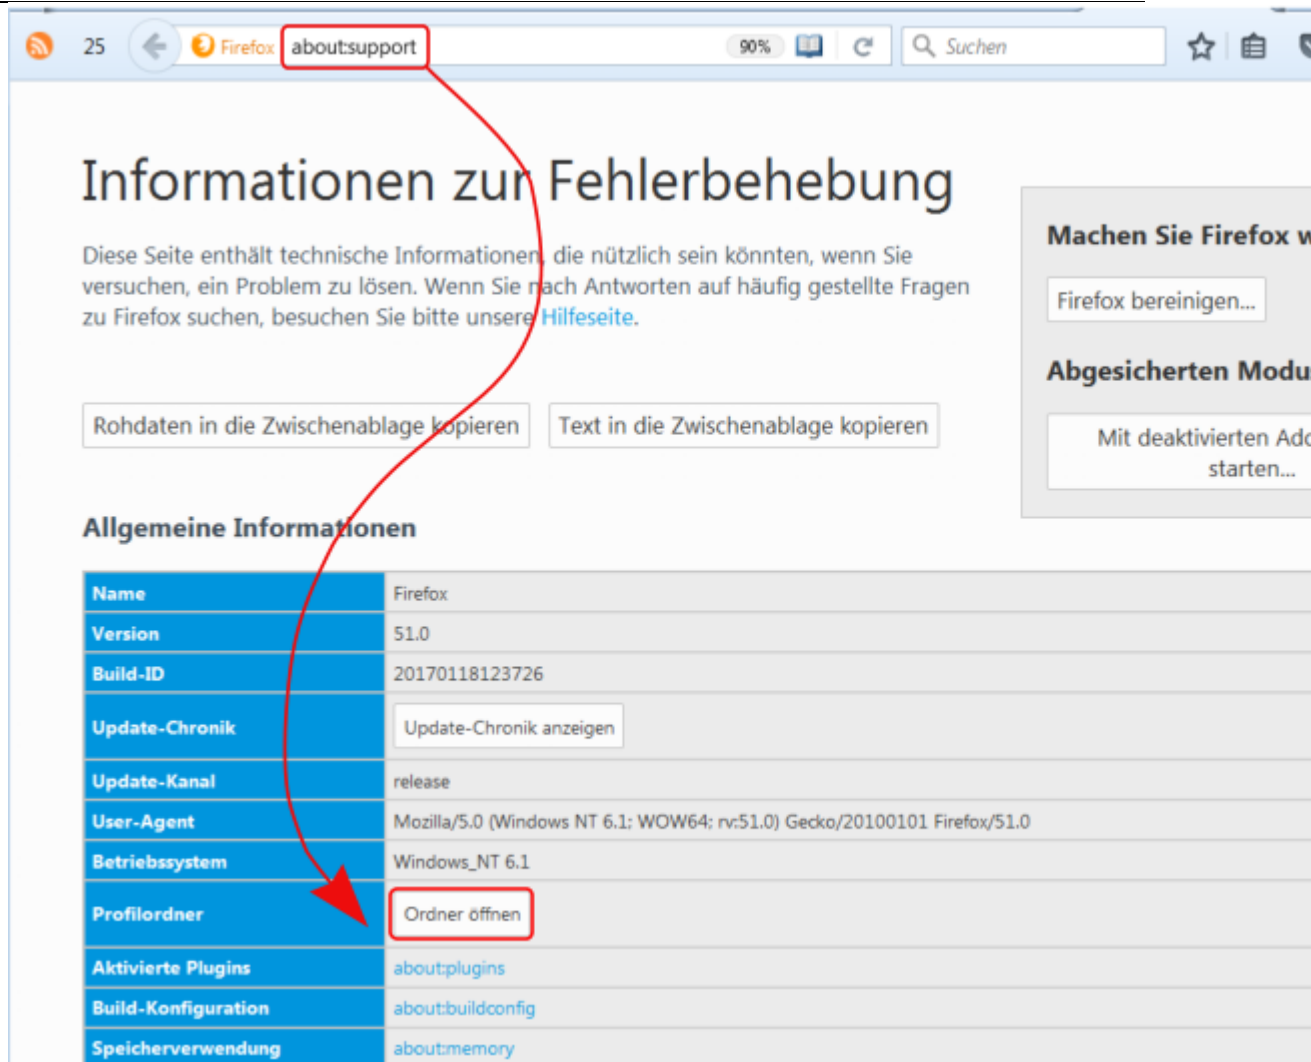 25 Firefox about:support 90% Suchen
Informationen zur Fehlerbehebung
Diese Seite enthält technische Informationen, die nützlich sein könnten, wenn Sie
versuchen, ein Problem zu lösen. Wenn Sie nach Antworten auf häufig gestellte Fragen
zu Firefox suchen, besuchen Sie bitte unsere Hilfeseite.
Rohdaten in die Zwischenablage kopieren Text in die Zwischenablage kopieren
Machen Sie Firefox w
Firefox bereinigen...
Abgesicherten Modu
Mit deaktivierten Add
starten...
Allgemeine Informationen
Name Firefox
Version 51.0
Build-ID 20170118123726
Update-Chronik Update-Chronik anzeigen
Update-Kanal release
User-Agent Mozilla/5.0 (Windows NT 6.1; WOW64; rv:51.0) Gecko/20100101 Firefox/51.0
Betriebssystem Windows_NT 6.1
Profilordner Ordner öffnen
Aktivierte Plugins about:plugins
Build-Konfiguration about:buildconfig
Speicherverwendung about:memory